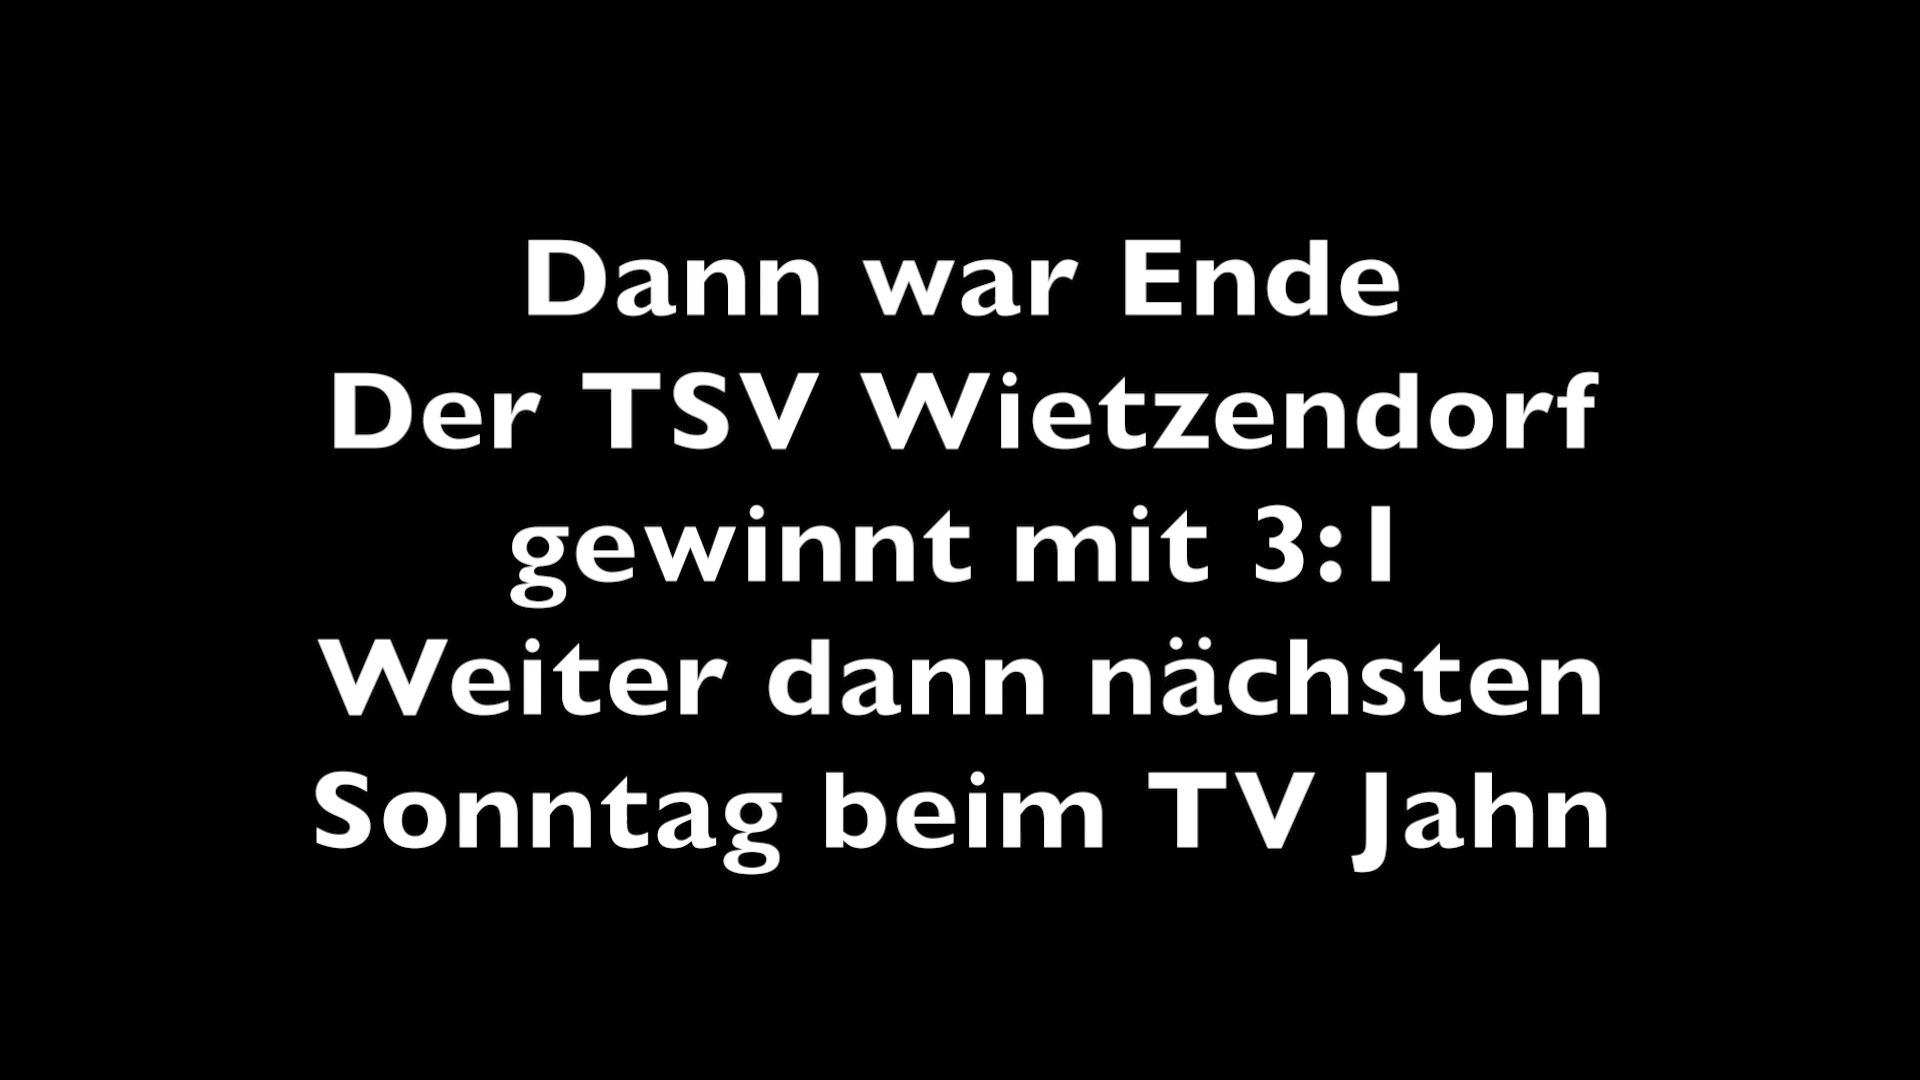 Dann war Ende
Der TSV Wietzendorf
gewinnt mit 3:1
Weiter dann nächsten
Sonntag beim TV Jahn